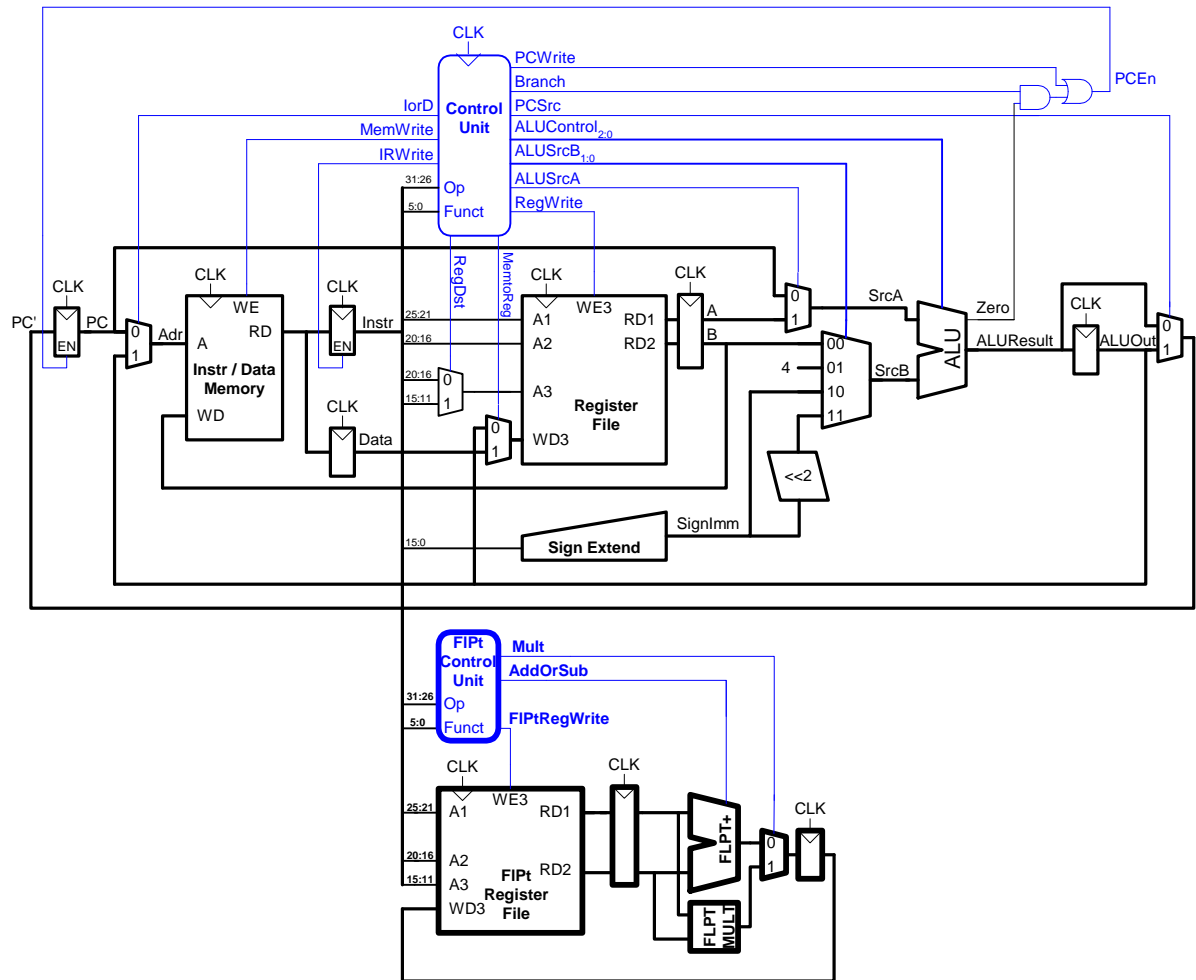 CLK
PCWrite
Branch
PCEn
IorD
Control
Unit
PCSrc
MemWrite
ALUControl2:0
IRWrite
ALUSrcB1:0
31:26
Op
ALUSrcA
5:0
Funct
RegWrite
RegDst
MemtoReg
CLK
CLK
CLK
CLK
CLK
CLK
PC'
PC
EN
0
1
Adr
A
WE
RD
Instr / Data
Memory
WD
EN
Instr
25:21
A1
WE3
RD1
A
0
1
SrcA
Zero
CLK
20:16
A2
RD2
B
00
ALU
ALUResult
ALUOut
0
1
4
01
SrcB
20:16
0
15:11
1
A3
10
Register
File
11
CLK
Data
0
1
WD3
<<2
SignImm
15:0
Sign Extend
FlPt
Control
Unit
Mult
AddOrSub
31:26
Op
5:0
Funct
FlPtRegWrite
CLK
CLK
CLK
25:21
A1
WE3
RD1
FLPT+
0
1
20:16
A2
RD2
15:11
A3
FlPt
Register
File
WD3
FLPT
MULT